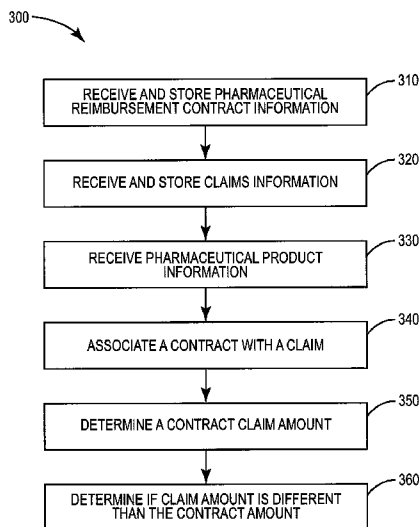 300
RECEIVE AND STORE PHARMACEUTICAL
REIMBURSEMENT CONTRACT INFORMATION
310
RECEIVE AND STORE CLAIMS INFORMATION
320
RECEIVE PHARMACEUTICAL PRODUCT
INFORMATION
330
ASSOCIATE A CONTRACT WITH A CLAIM
340
DETERMINE A CONTRACT CLAIM AMOUNT
350
DETERMINE IF CLAIM AMOUNT IS DIFFERENT
THAN THE CONTRACT AMOUNT
360